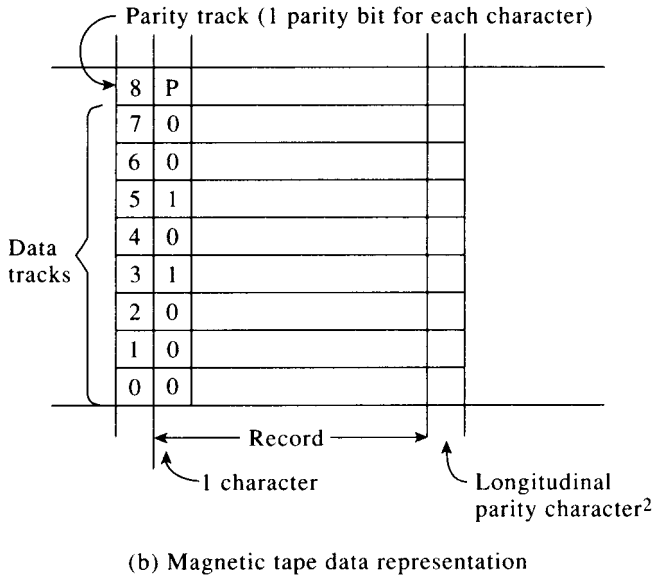 Parity track (1 parity bit for each character)
8 P
7 0
6 0
5 1
4 0
3 1
2 0
1 0
0 0
Data
tracks
Record
1 character
Longitudinal
parity character²
(b) Magnetic tape data representation